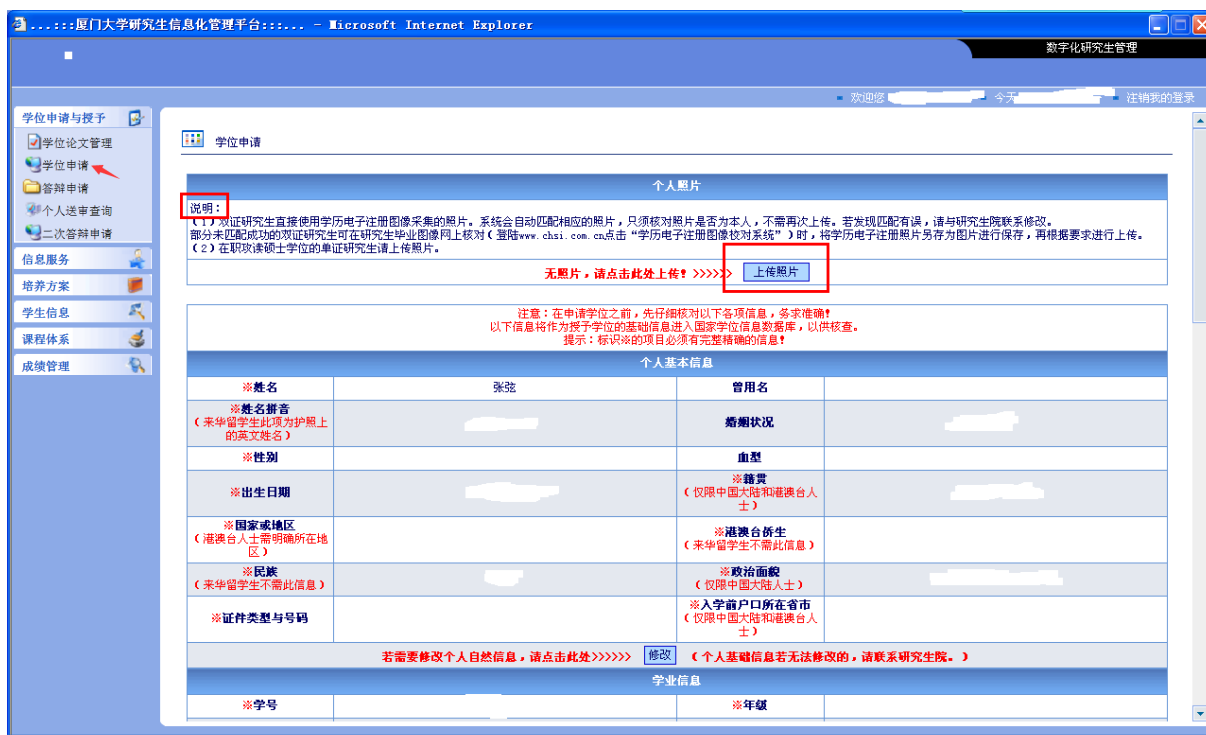 ...:::厦门大学研究生信息化管理平台:::... - Microsoft Internet Explorer
数字化研究生管理
欢迎您 今天 注销我的登录
学位申请与授予
学位论文管理
学位申请
答辩申请
个人送审查询
二次答辩申请
信息服务
培养方案
学生信息
课程体系
成绩管理
学位申请
个人照片
说明:
(1)双证研究生直接使用学历电子注册图像采集的照片。系统会自动匹配相应的照片,只须核对照片是否为本人,不需再次上传。若发现匹配有误,请与研究生院联系修改。
部分未匹配成功的双证研究生可在研究生毕业图像网上核对(登陆www.chsi.com.cn点击“学历电子注册图像校对系统”)时,将学历电子注册照片另存为图片进行保存,再根据要求进行上传。
(2)在职攻读硕士学位的单证研究生请上传照片。
无照片,请点击此处上传!>>>>>> 上传照片
注意:在申请学位之前,先仔细核对以下各项信息,务求准确!
以下信息将作为授予学位的基础信息进入国家学位信息数据库,以供核查。
提示:标识※的项目必须有完整精确的信息!
个人基本信息
※姓名 张弦 曾用名
※姓名拼音
(来华留学生此项为护照上
的英文姓名)
婚姻状况
※性别 血型
※出生日期
※籍贯
(仅限中国大陆和港澳台人
士)
※国家或地区
(港澳台人士需明确所在地
区)
※港澳台侨生
(来华留学生不需此信息)
※民族
(来华留学生不需此信息)
※政治面貌
(仅限中国大陆人士)
※证件类型与号码
※入学前户口所在省市
(仅限中国大陆和港澳台人
士)
若需要修改个人自然信息,请点击此处>>>>>> 修改 (个人基础信息若无法修改的,请联系研究生院。)
学业信息
※学号 ※年级